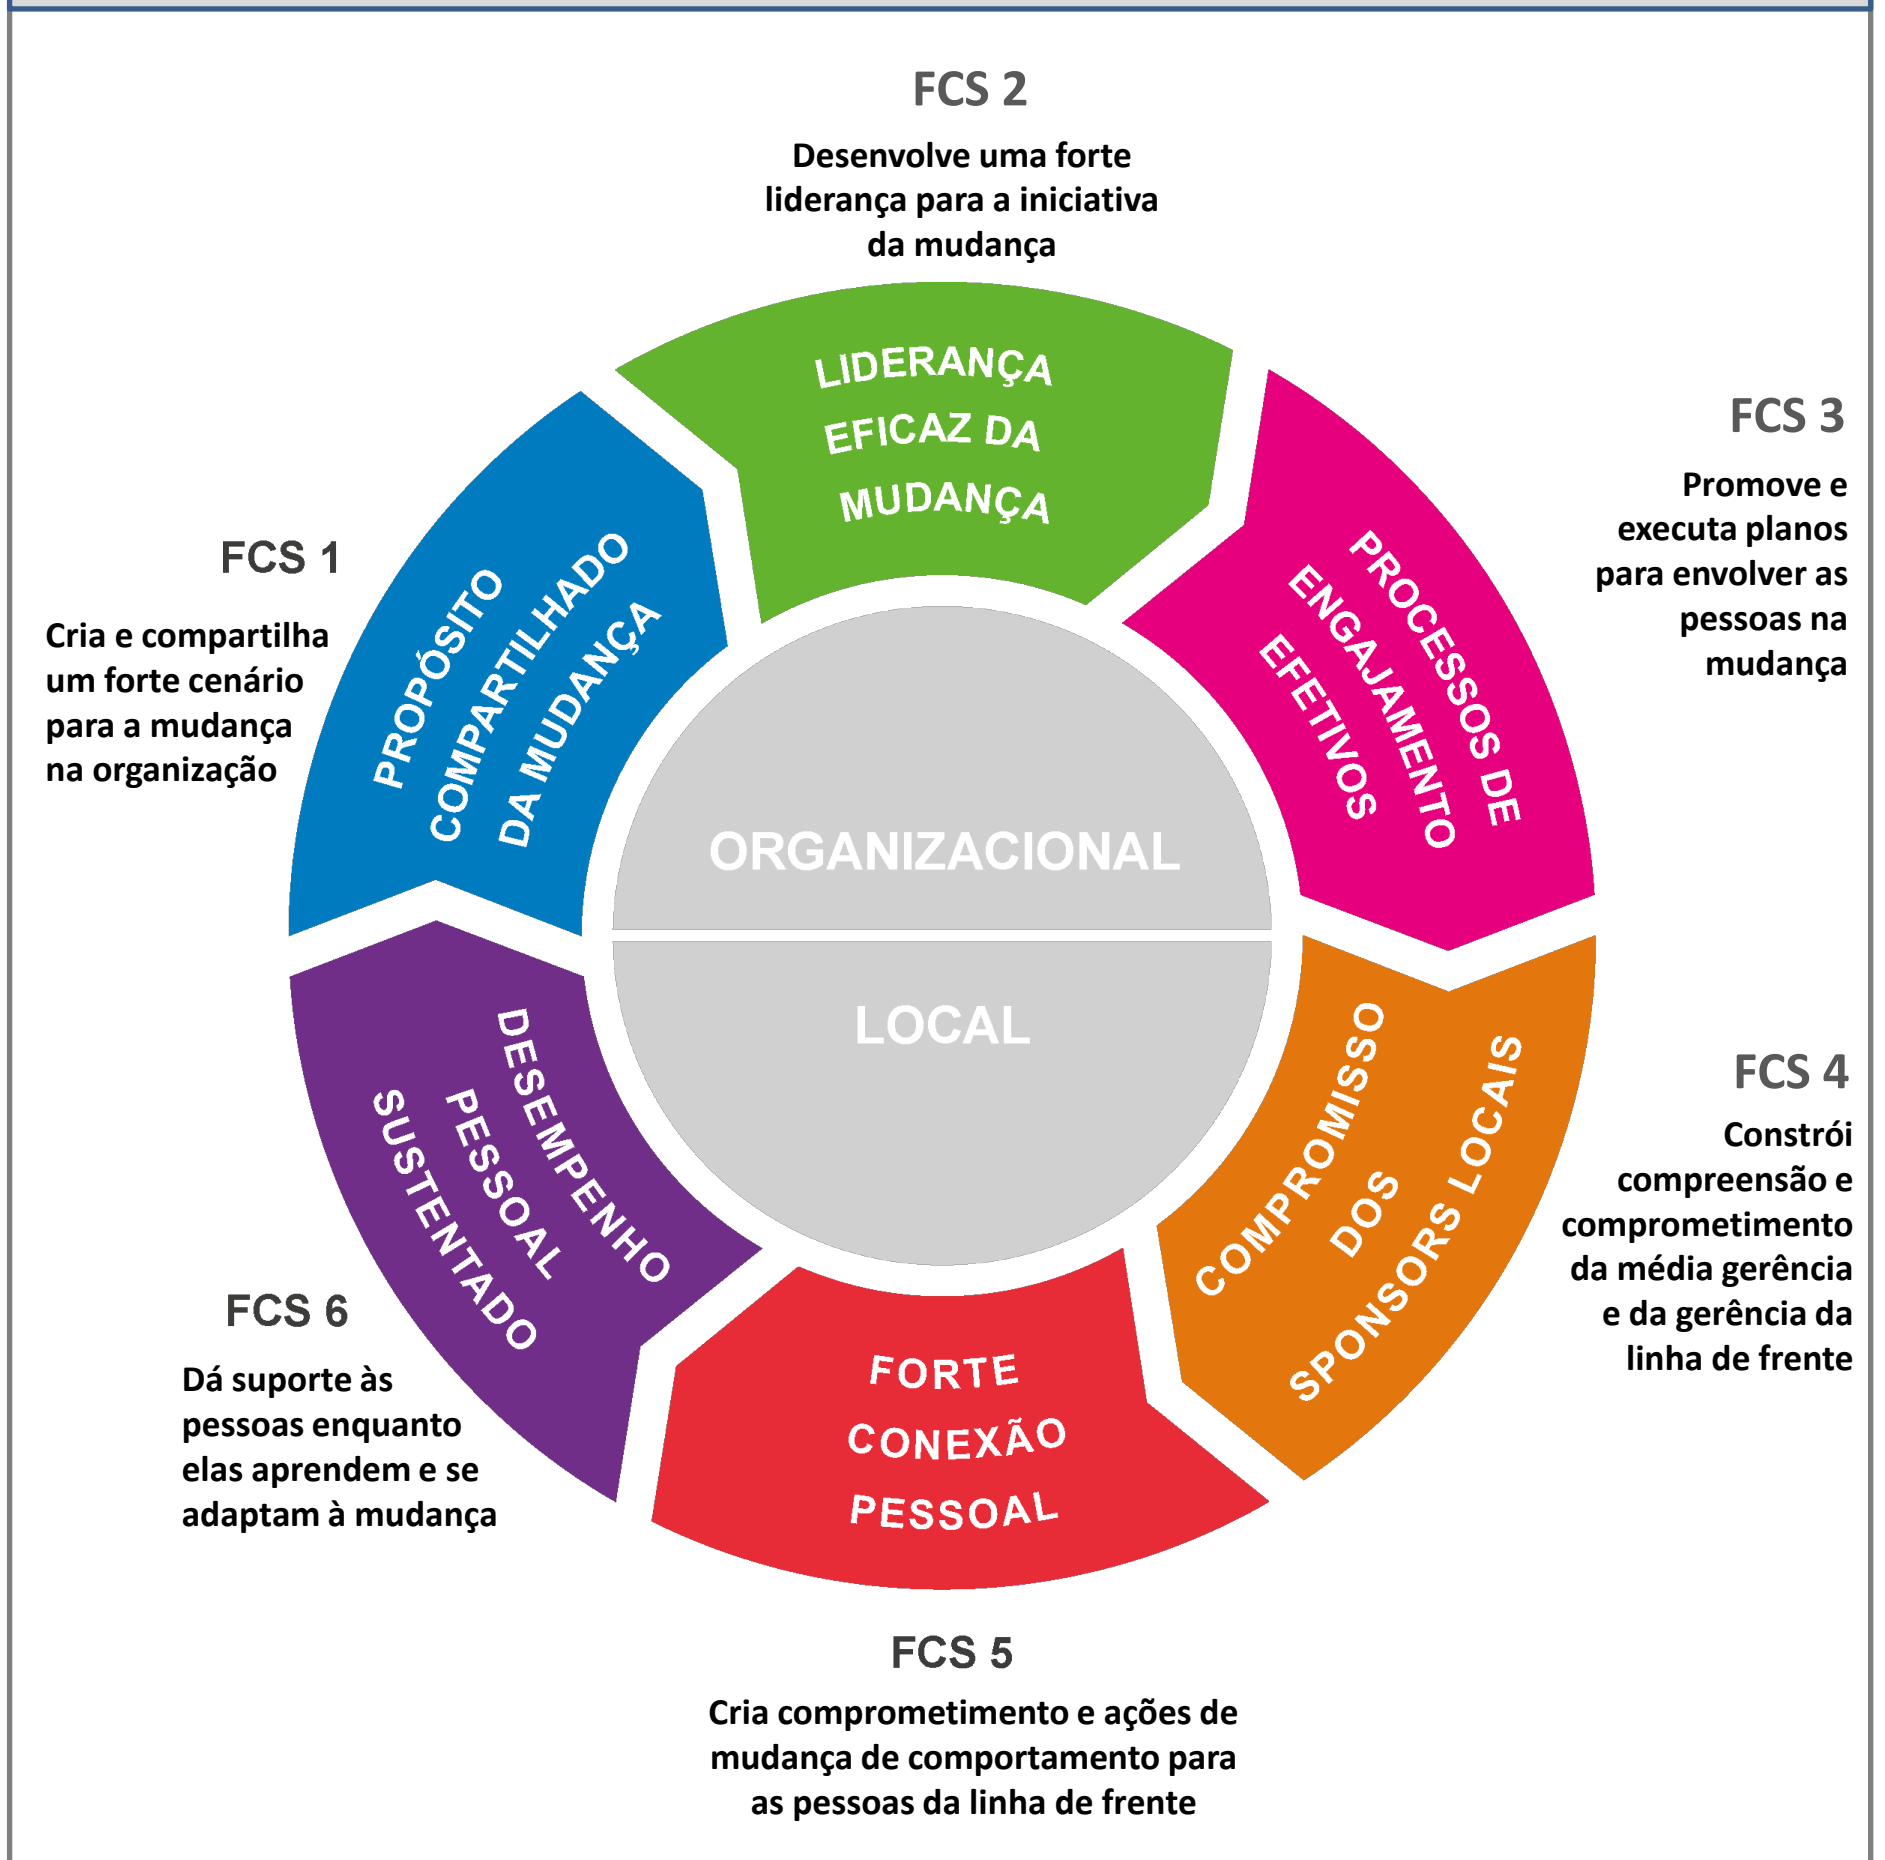 FCS 2
Desenvolve uma forte
liderança para a iniciativa
da mudança
LIDERANÇA
EFICAZ DA
MUDANÇA
FCS 3
Promove e
executa planos
para envolver as
pessoas na
mudança
PROCESSOS DE
ENGAJAMENTO
EFETIVOS
FCS 1
Cria e compartilha
um forte cenário
para a mudança
na organização
PROPÓSITO
COMPARTILHADO
DA MUDANÇA
ORGANIZACIONAL
LOCAL
FCS 4
Constrói
compreensão e
comprometimento
da média gerência
e da gerência da
linha de frente
COMPROMISSO
DOS
SPONSORS LOCAIS
DESEMPENHO
PESSOAL
SUSTENTADO
FCS 6
Dá suporte às
pessoas enquanto
elas aprendem e se
adaptam à mudança
FORTE
CONEXÃO
PESSOAL
FCS 5
Cria comprometimento e ações de
mudança de comportamento para
as pessoas da linha de frente